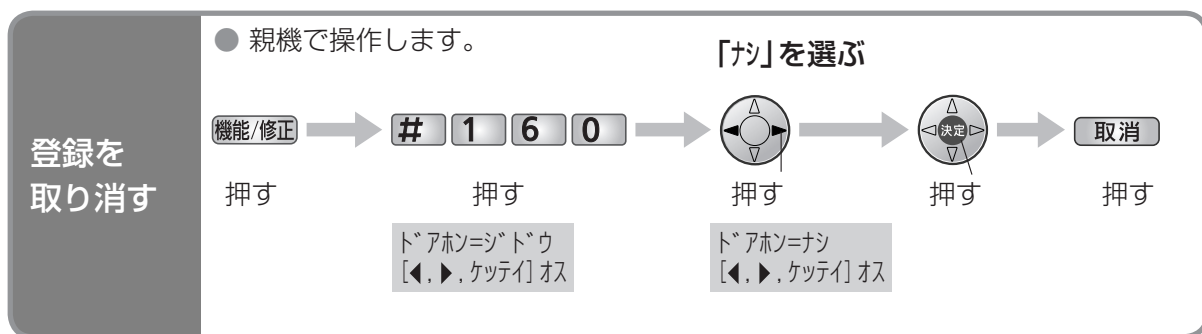 登録を
取り消す
● 親機で操作します。
「ﾅｼ」を選ぶ
機能/修正 # 1 6 0 決定 取消
押す 押す 押す 押す 押す
ﾄﾞｱﾎﾝ=ｼﾞﾄﾞｳ
[◀,▶,ｹｯﾃｲ]ｵｽ
ﾄﾞｱﾎﾝ=ﾅｼ
[◀,▶,ｹｯﾃｲ]ｵｽ